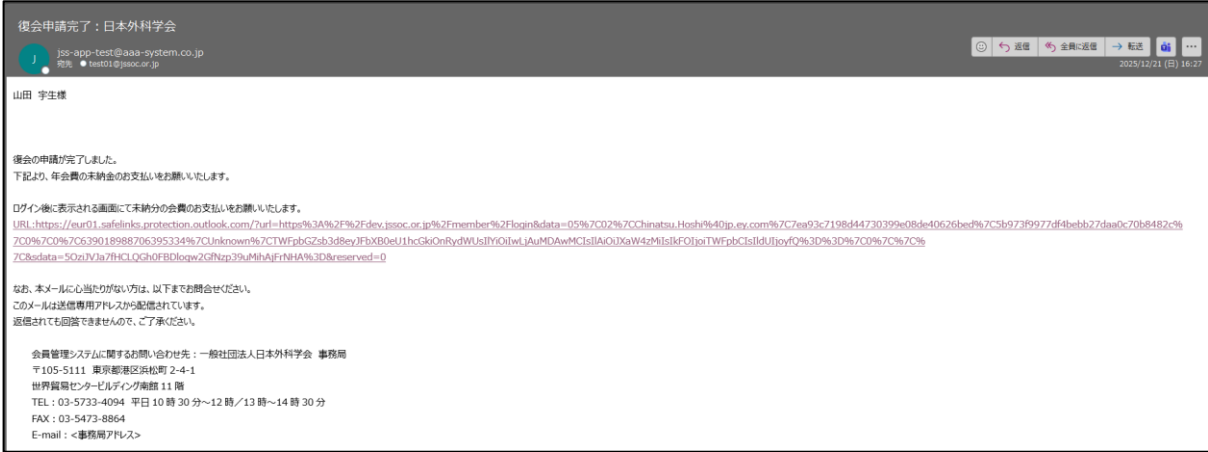 復会申請完了：日本外科学会
J
jss-app-test@aaa-system.co.jp
宛先 test01@jssoc.or.jp
返信 全員に返信 転送
2025/12/21 (日) 16:27
山田 宇生様
復会の申請が完了しました。
下記より、年会費の未納金のお支払いをお願いいたします。
ログイン後に表示される画面にて未納分の会費のお支払いをお願いいたします。
URL:https://eur01.safelinks.protection.outlook.com/?url=https%3A%2F%2Fdev.jssoc.or.jp%2Fmember%2Flogin&data=05%7C02%7CChinatsu.Hoshi%40jp.ey.com%7C7ea93c7198d44730399e08de40626bed%7C5b973f9977df4bebb27daa0c70b8482c%
7C0%7C0%7C639018988706395334%7CUnknown%7CTWFpbGZsb3d8eyJFbXB0eU1hcGkiOnRydWUsIlYiOiIwLjAuMDAwMCIsIlAiOiJXaW4zMiIsIkFOIjoiTWFpbCIsIldUIjoyfQ%3D%3D%7C0%7C%7C%
7C&sdata=5OziJVJa7fHCLQGh0FBDloqw2GfNzp39uMihAjFrNHA%3D&reserved=0
なお、本メールに心当たりがない方は、以下までお問合せください。
このメールは送信専用アドレスから配信されています。
返信されても回答できませんので、ご了承ください。
会員管理システムに関するお問い合わせ先：一般社団法人日本外科学会 事務局
〒105-5111 東京都港区浜松町 2-4-1
世界貿易センタービルディング南館 11 階
TEL：03-5733-4094 平日 10 時 30 分～12 時／13 時～14 時 30 分
FAX：03-5473-8864
E-mail：<事務局アドレス>